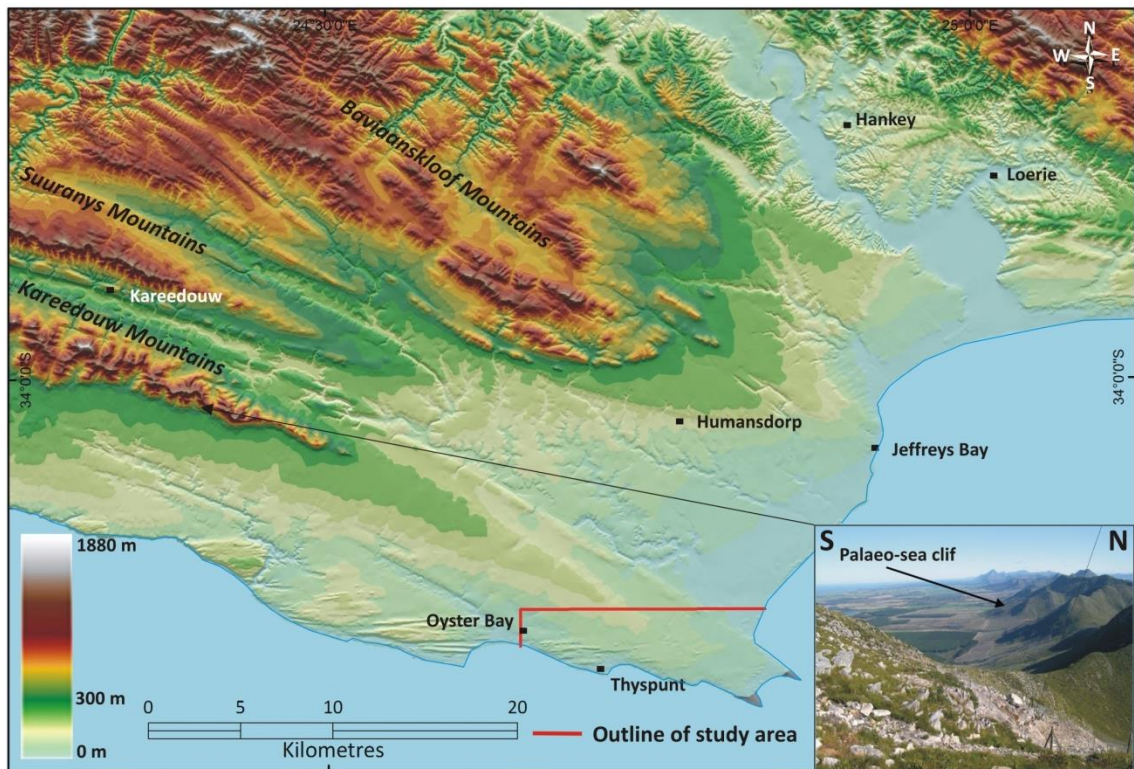 24°30'0"E
25°0'0"E
N
W E
S
Hankey
Loerie
Baviaanskloof Mountains
Suuranys Mountains
Kareedouw
Kareedouw Mountains
34°0'0"S
34°0'0"S
Humansdorp
Jeffreys Bay
1880 m
300 m
0 m
S N
Palaeo-sea clif
Oyster Bay
Thyspunt
0 5 10 20
Kilometres
Outline of study area